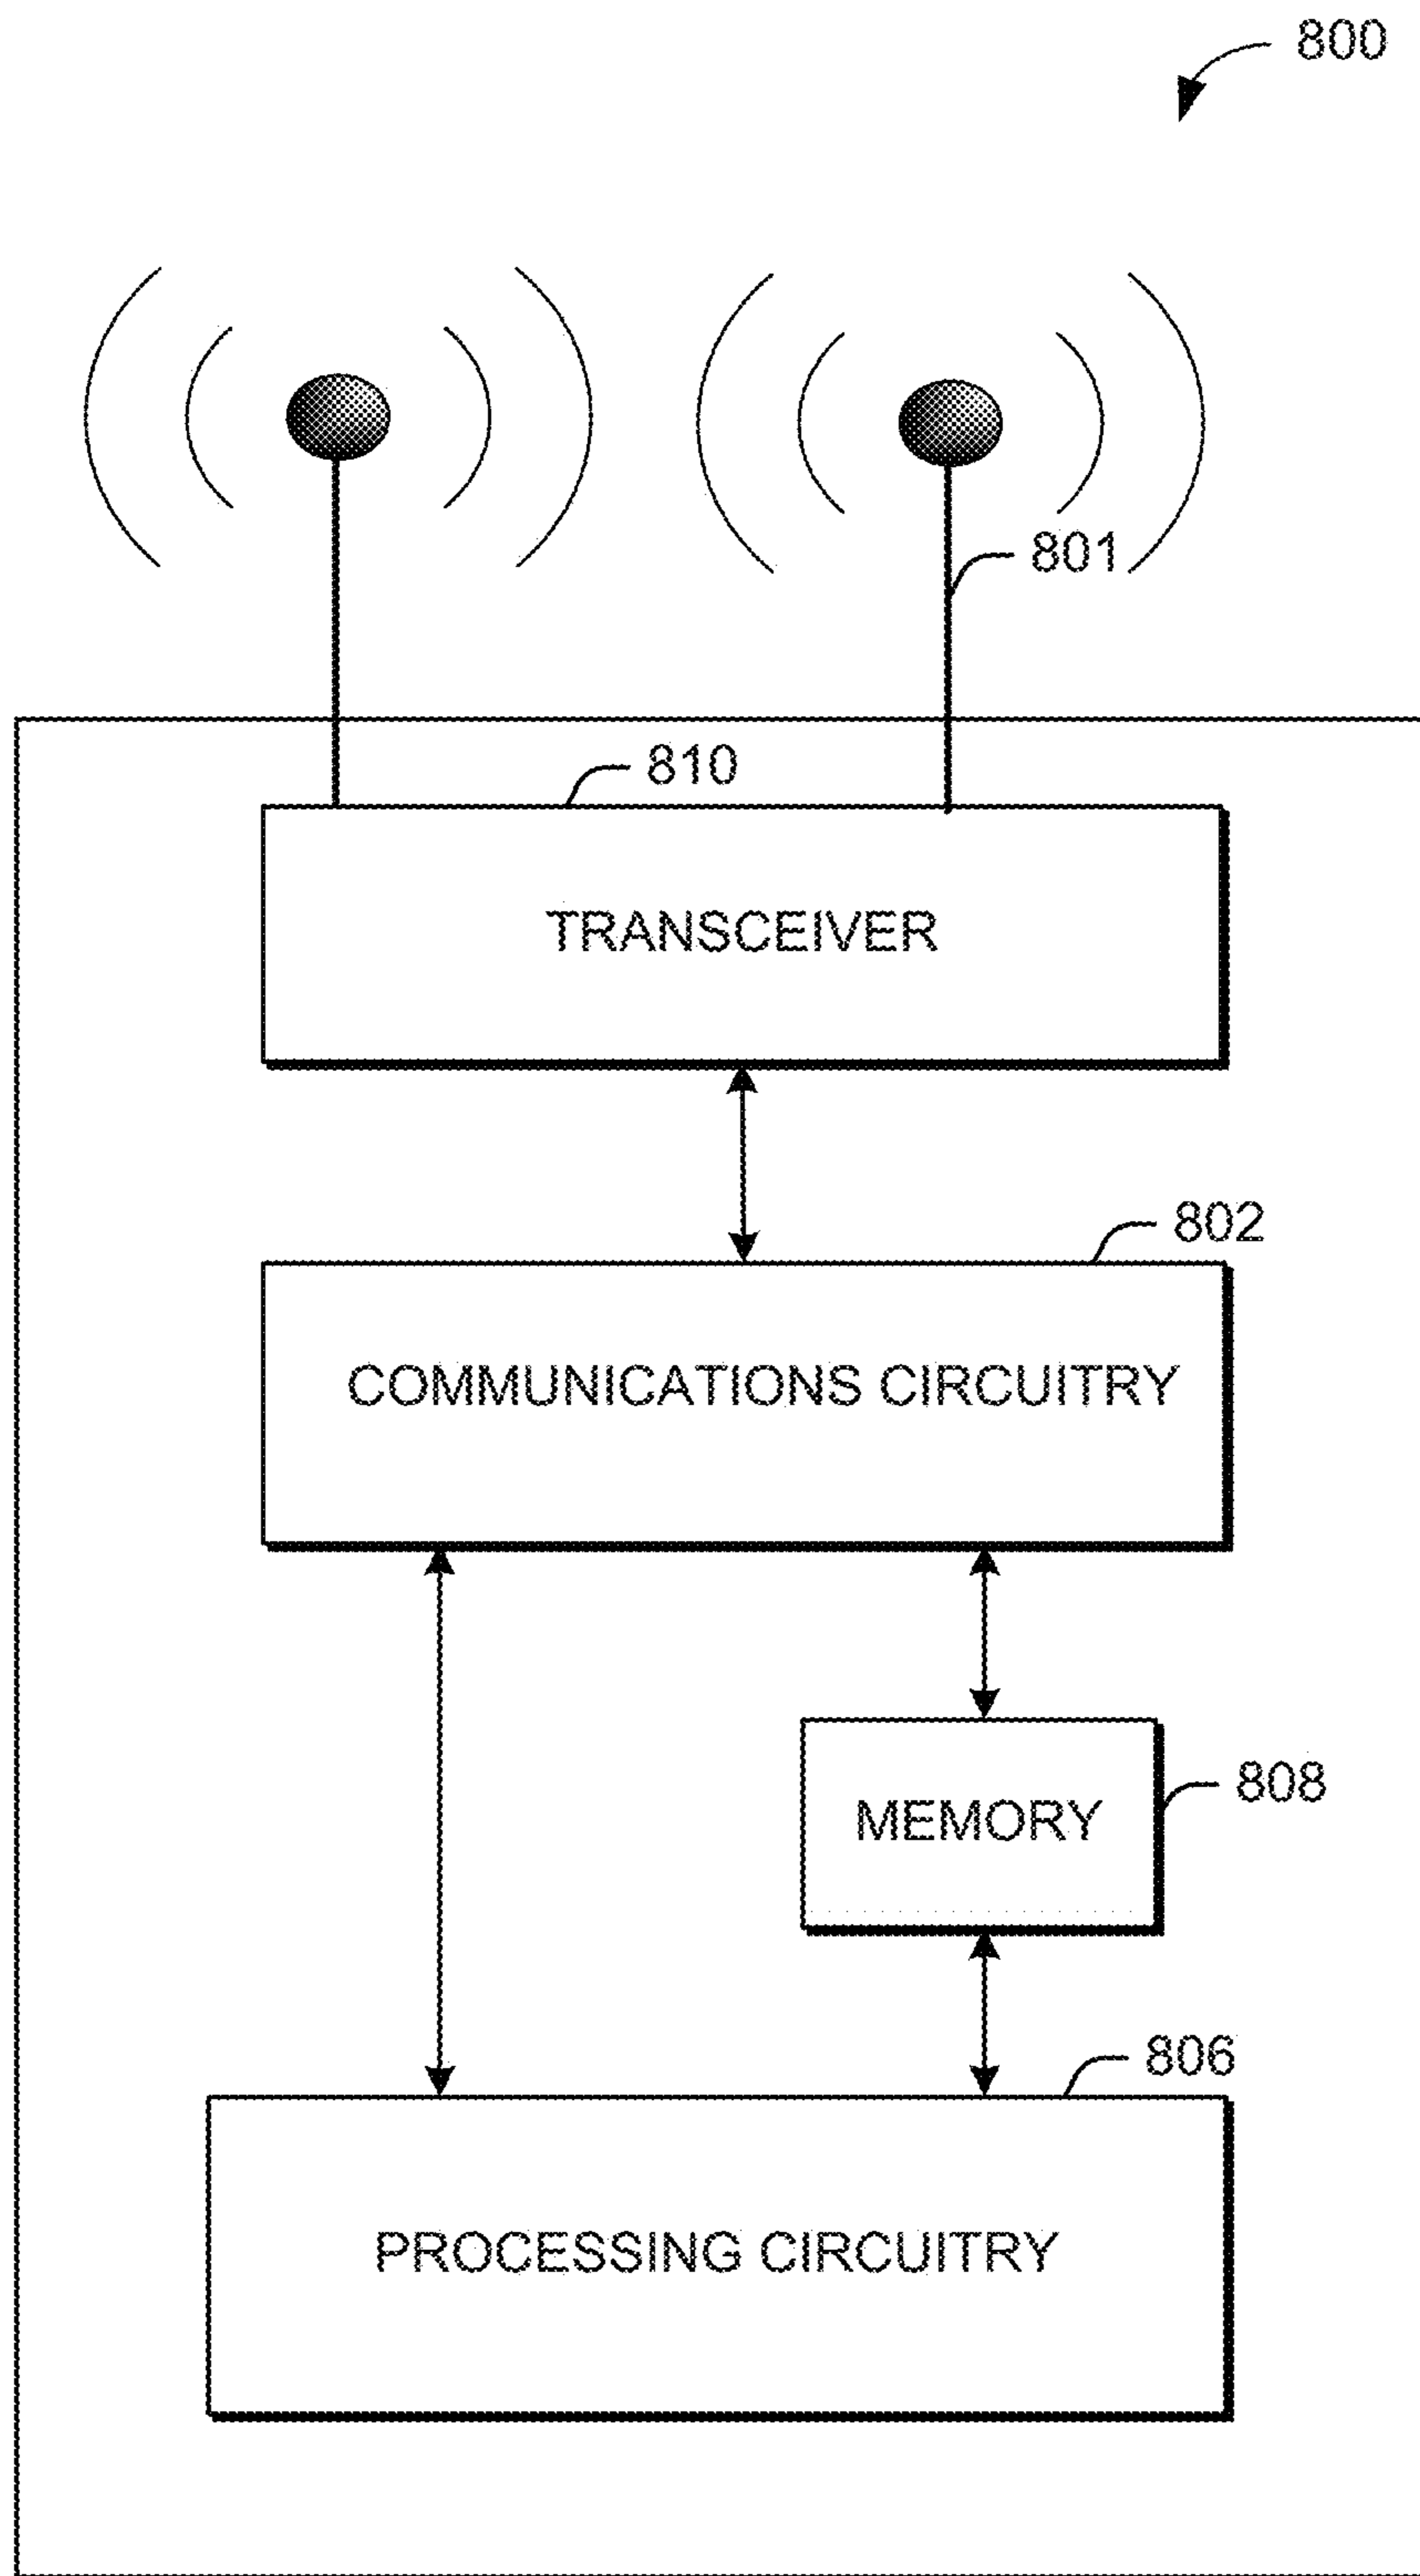 800
801
810
TRANSCEIVER
802
COMMUNICATIONS CIRCUITRY
808
MEMORY
806
PROCESSING CIRCUITRY